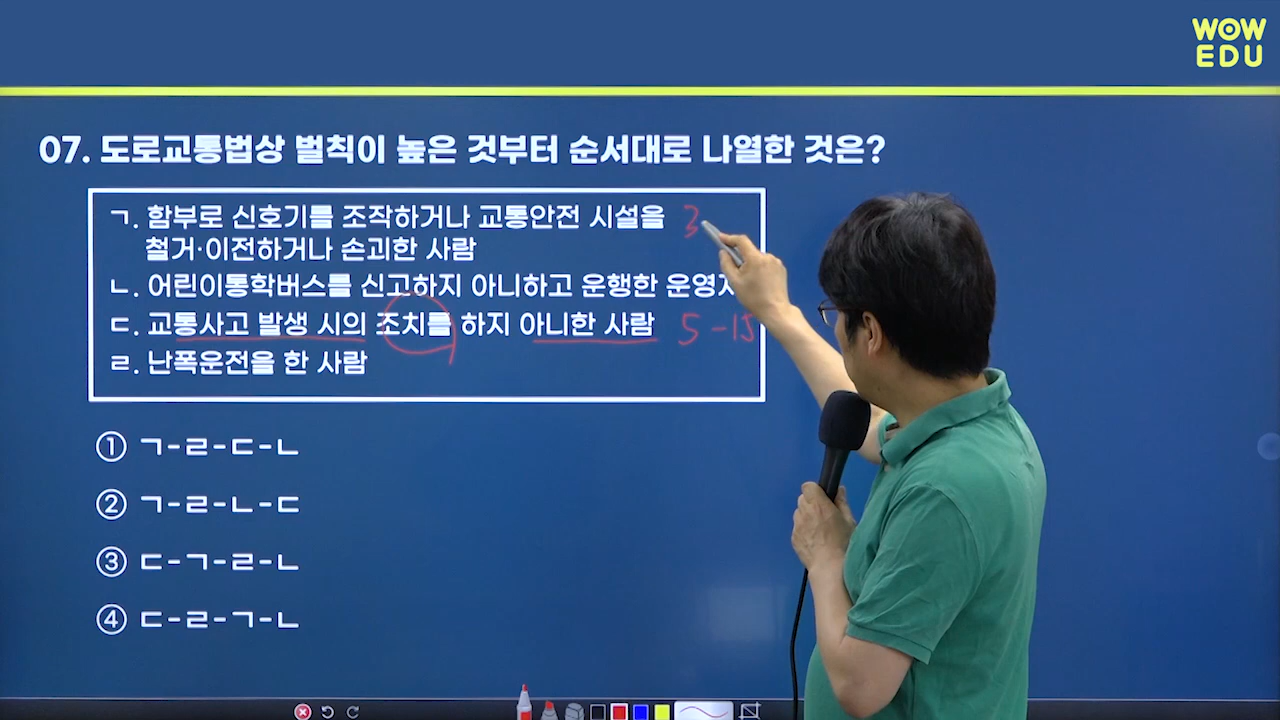 WOW
EDU
07. 도로교통법상 벌칙이 높은 것부터 순서대로 나열한 것은?
ㄱ. 함부로 신호기를 조작하거나 교통안전 시설을 3
철거·이전하거나 손괴한 사람
ㄴ. 어린이통학버스를 신고하지 아니하고 운행한
ㄷ. 교통사고 발생 시의 조치를 하지 아니한 사람 5-15
ㄹ. 난폭운전을 한 사람
① ㄱ-ㄹ-ㄷ-ㄴ
② ㄱ-ㄹ-ㄴ-ㄷ
③ ㄷ-ㄱ-ㄹ-ㄴ
④ ㄷ-ㄹ-ㄱ-ㄴ